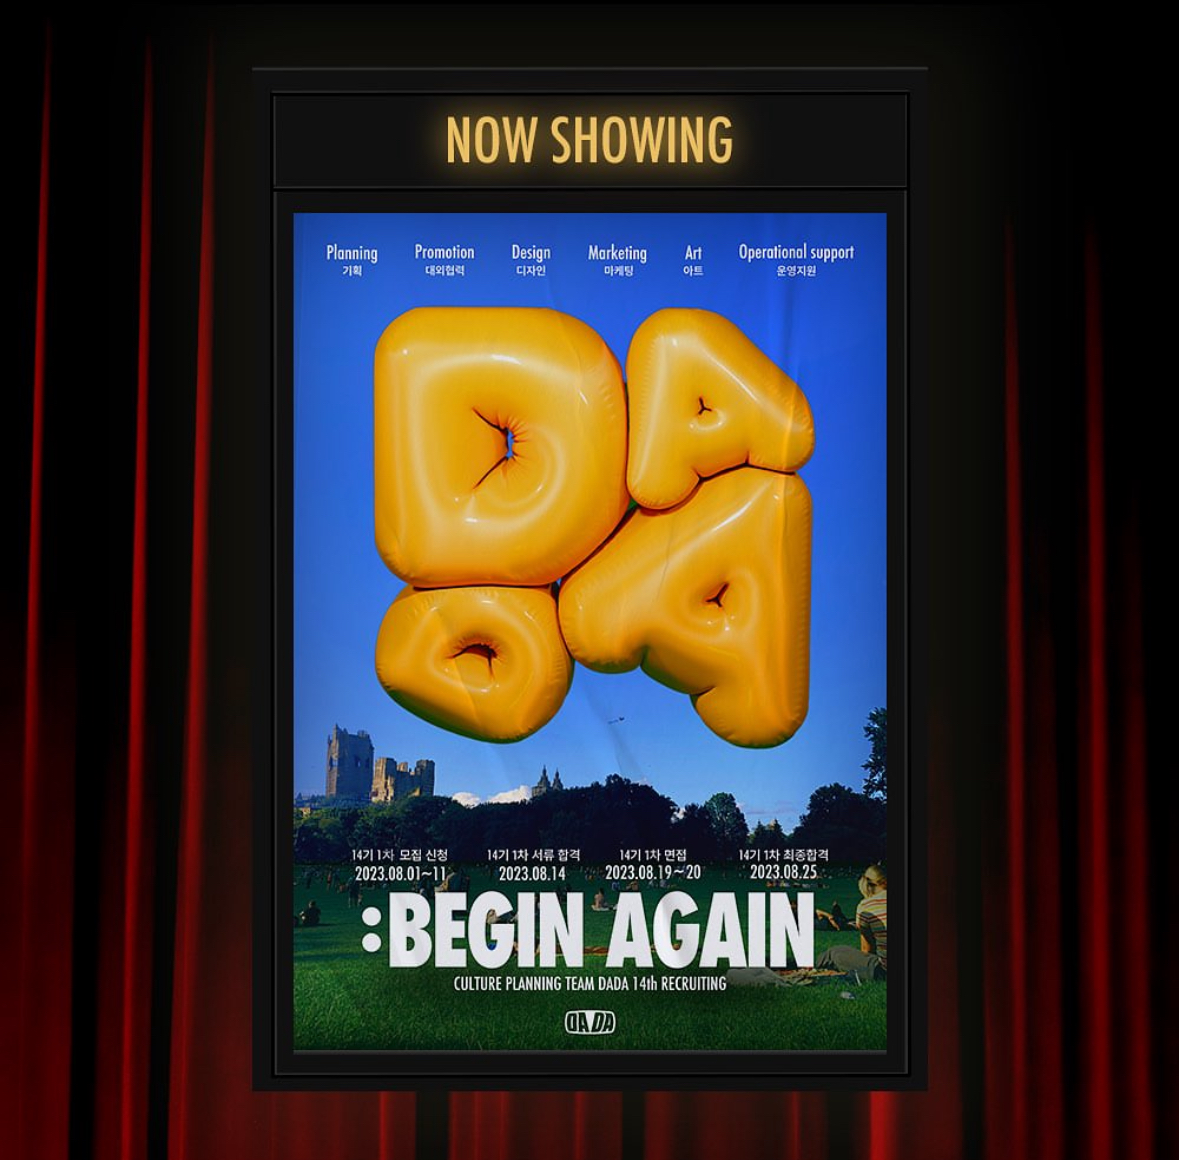 NOW SHOWING
Planning Promotion Design Marketing Art Operational support
기획 대외협력 디자인 마케팅 아트 운영지원
DA
DA
14기 1차 모집 신청 14기 1차 서류 합격 14기 1차 면접 14기 1차 최종합격
2023.08.01~11 2023.08.14 2023.08.19~20 2023.08.25
:BEGIN AGAIN
CULTURE PLANNING TEAM DADA 14th RECRUITING
DADA